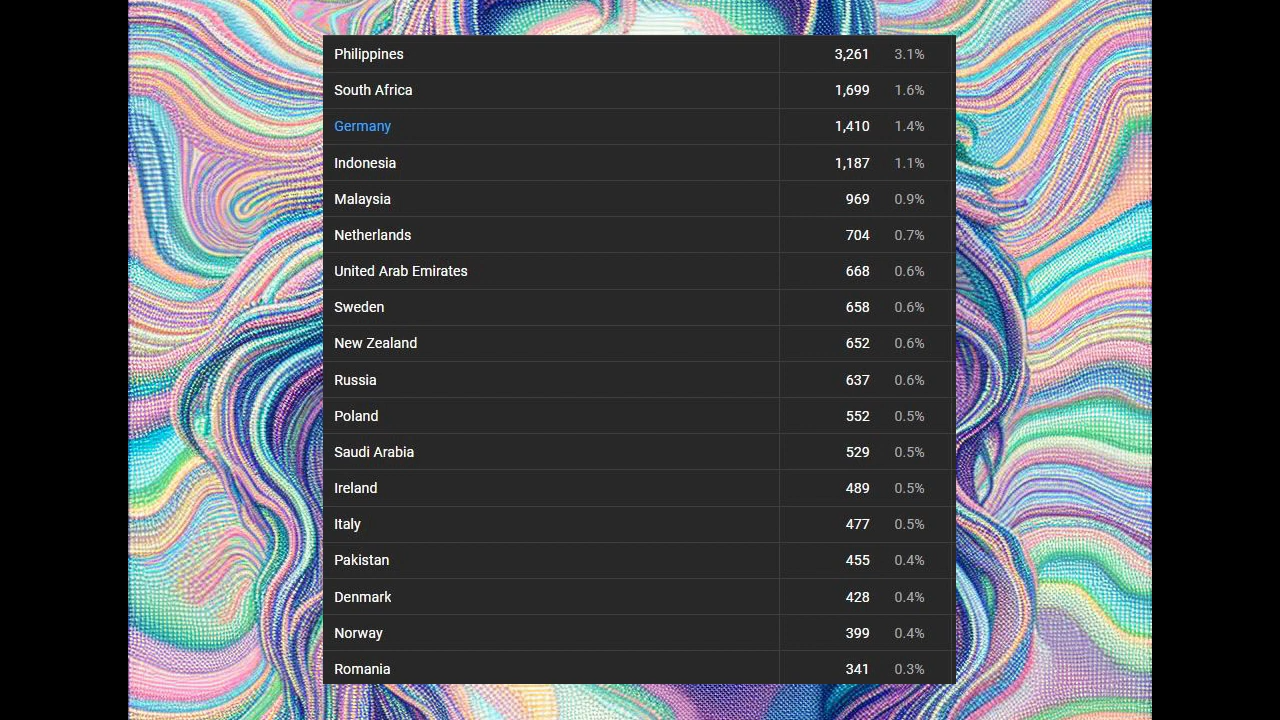 Philippines 3,261 3.1%
South Africa 1,699 1.6%
Germany 1,410 1.4%
Indonesia 1,187 1.1%
Malaysia 969 0.9%
Netherlands 704 0.7%
United Arab Emirates 668 0.6%
Sweden 658 0.6%
New Zealand 652 0.6%
Russia 637 0.6%
Poland 552 0.5%
Saudi Arabia 529 0.5%
Ireland 489 0.5%
Italy 477 0.5%
Pakistan 455 0.4%
Denmark 428 0.4%
Norway 399 0.4%
Romania 341 0.3%